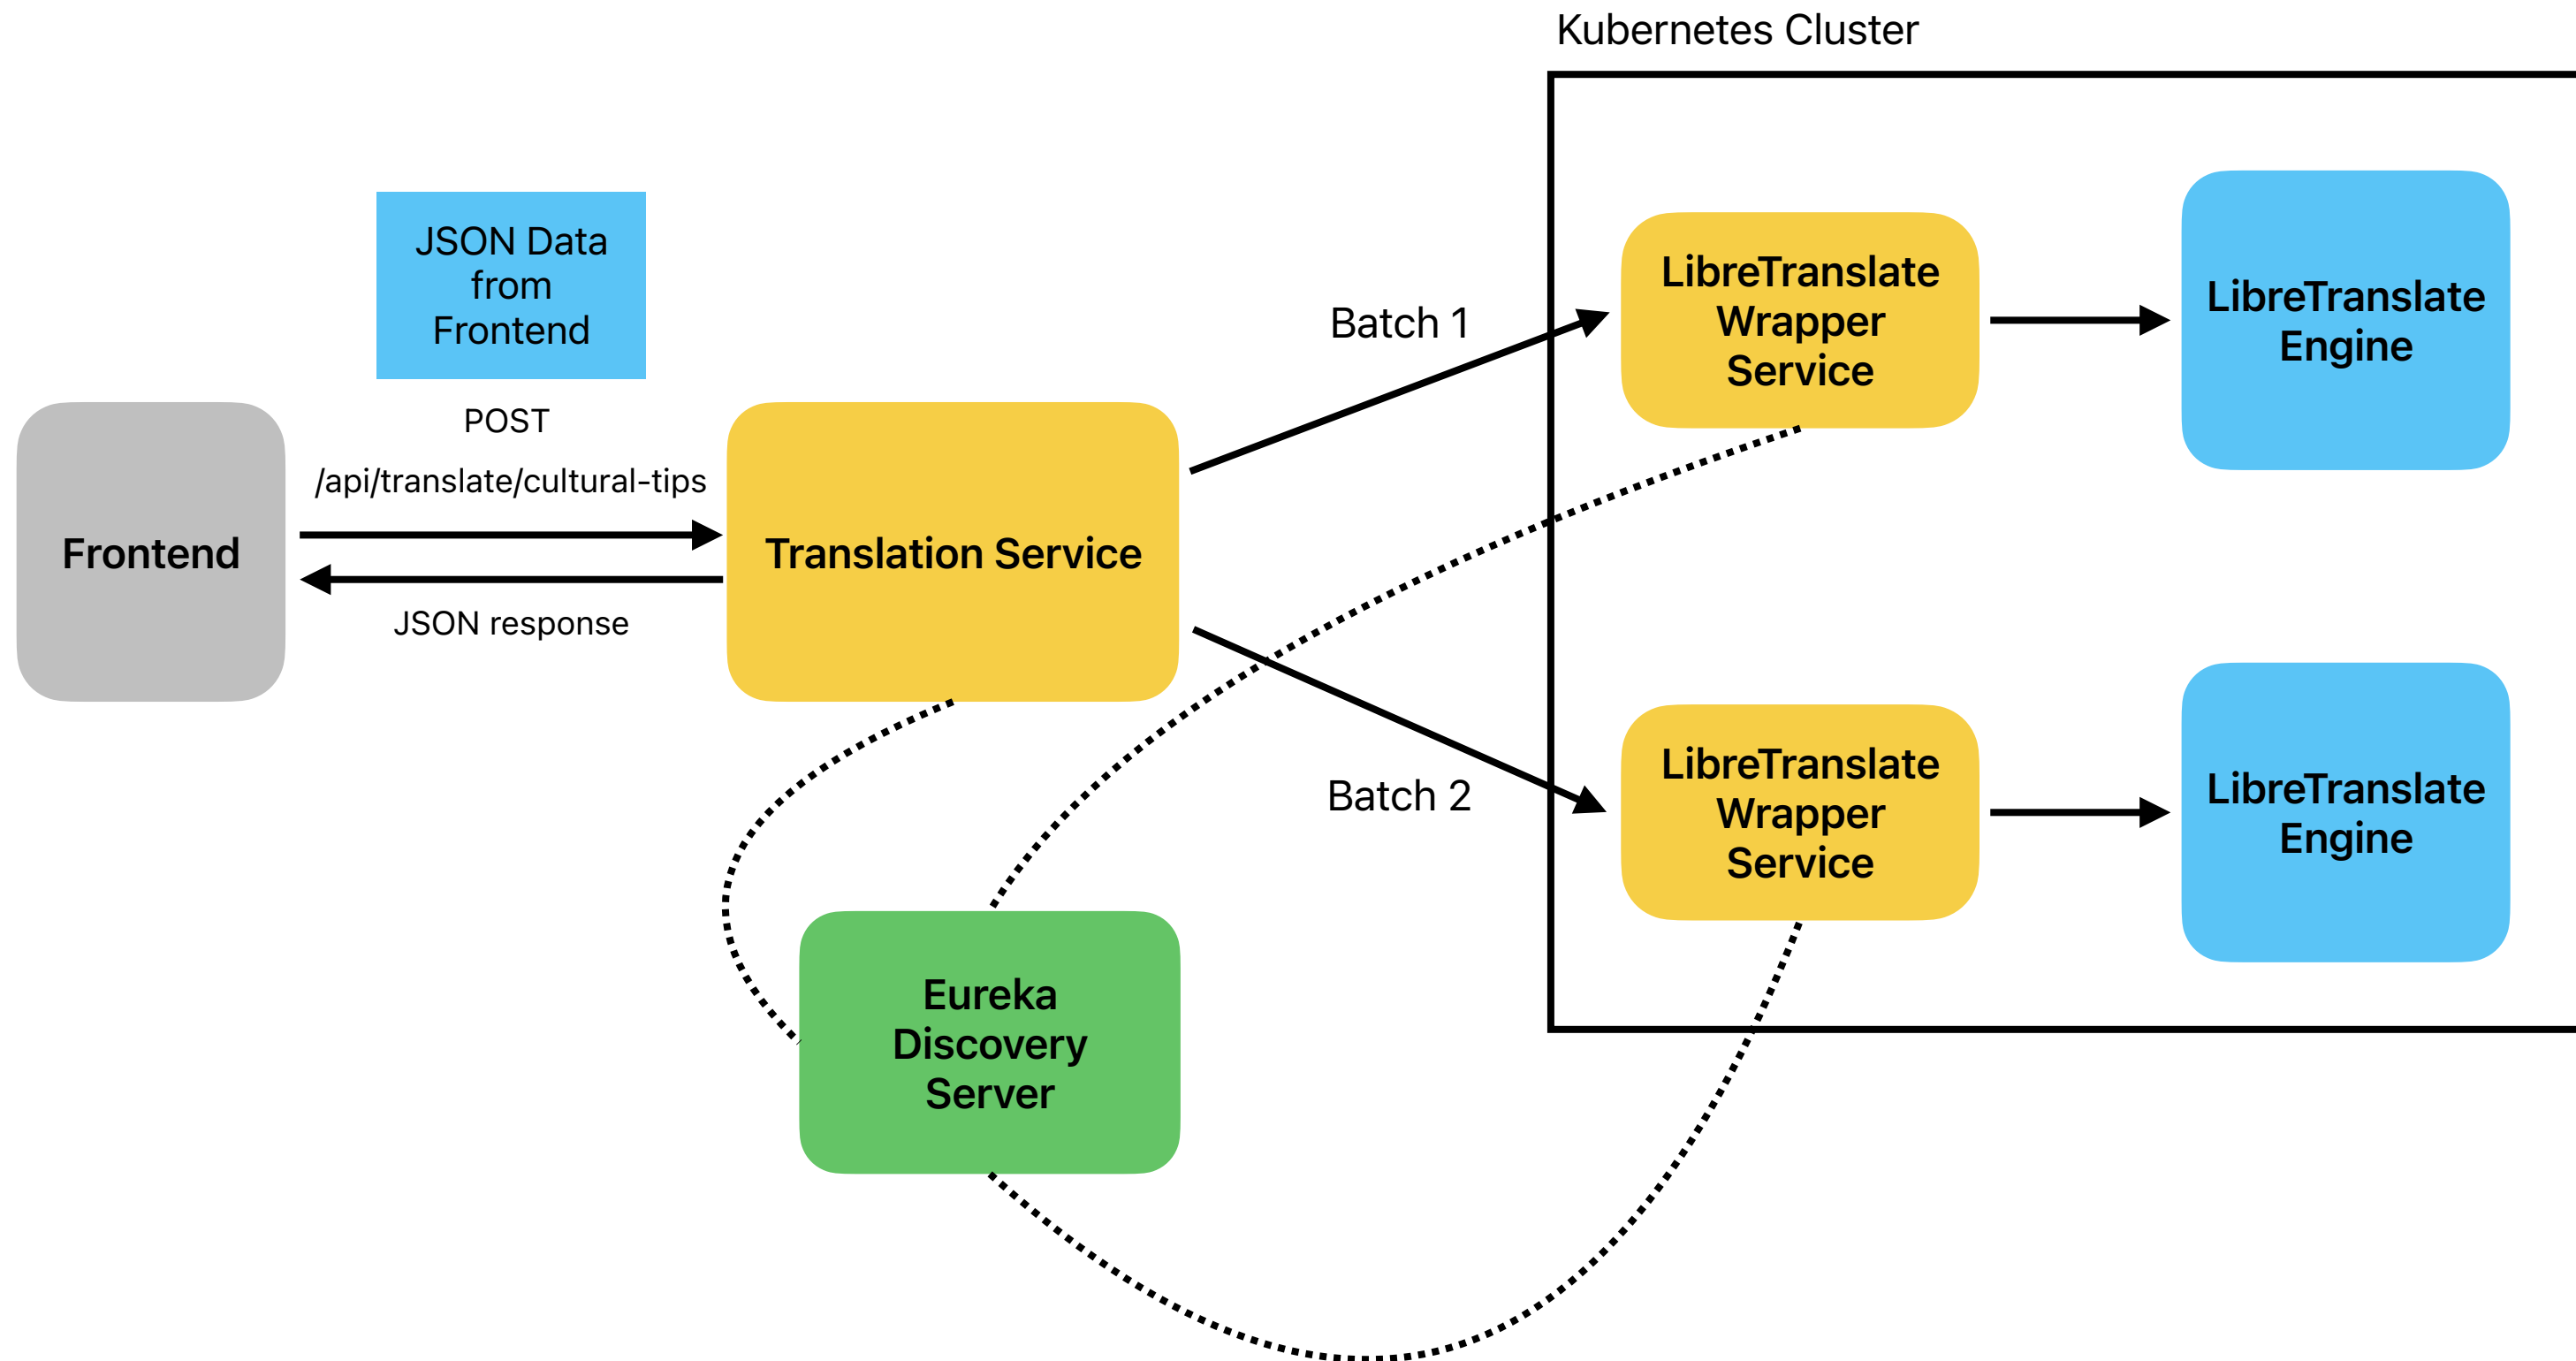 Kubernetes Cluster
JSON Data
from
Frontend
POST
/api/translate/cultural-tips
Frontend
JSON response
Translation Service
Batch 1
Batch 2
LibreTranslate
Wrapper
Service
LibreTranslate
Engine
LibreTranslate
Wrapper
Service
LibreTranslate
Engine
Eureka
Discovery
Server